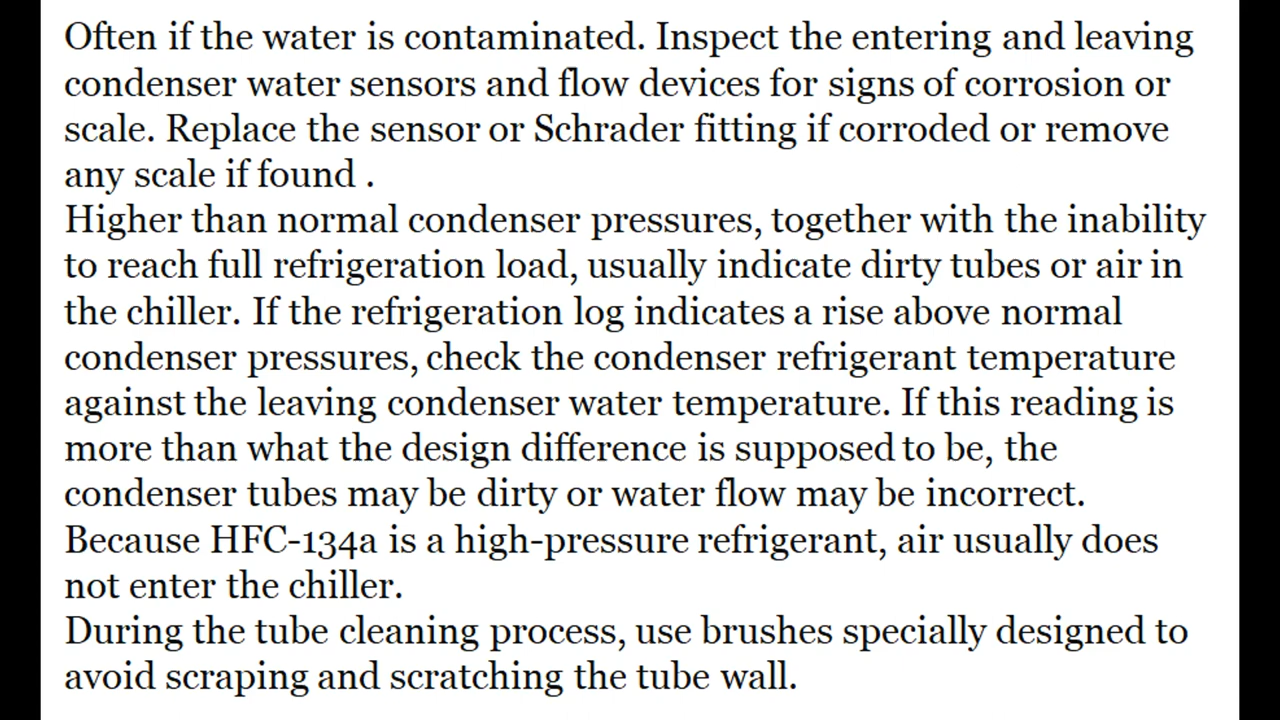 Often if the water is contaminated. Inspect the entering and leaving
condenser water sensors and flow devices for signs of corrosion or
scale. Replace the sensor or Schrader fitting if corroded or remove
any scale if found .
Higher than normal condenser pressures, together with the inability
to reach full refrigeration load, usually indicate dirty tubes or air in
the chiller. If the refrigeration log indicates a rise above normal
condenser pressures, check the condenser refrigerant temperature
against the leaving condenser water temperature. If this reading is
more than what the design difference is supposed to be, the
condenser tubes may be dirty or water flow may be incorrect.
Because HFC-134a is a high-pressure refrigerant, air usually does
not enter the chiller.
During the tube cleaning process, use brushes specially designed to
avoid scraping and scratching the tube wall.